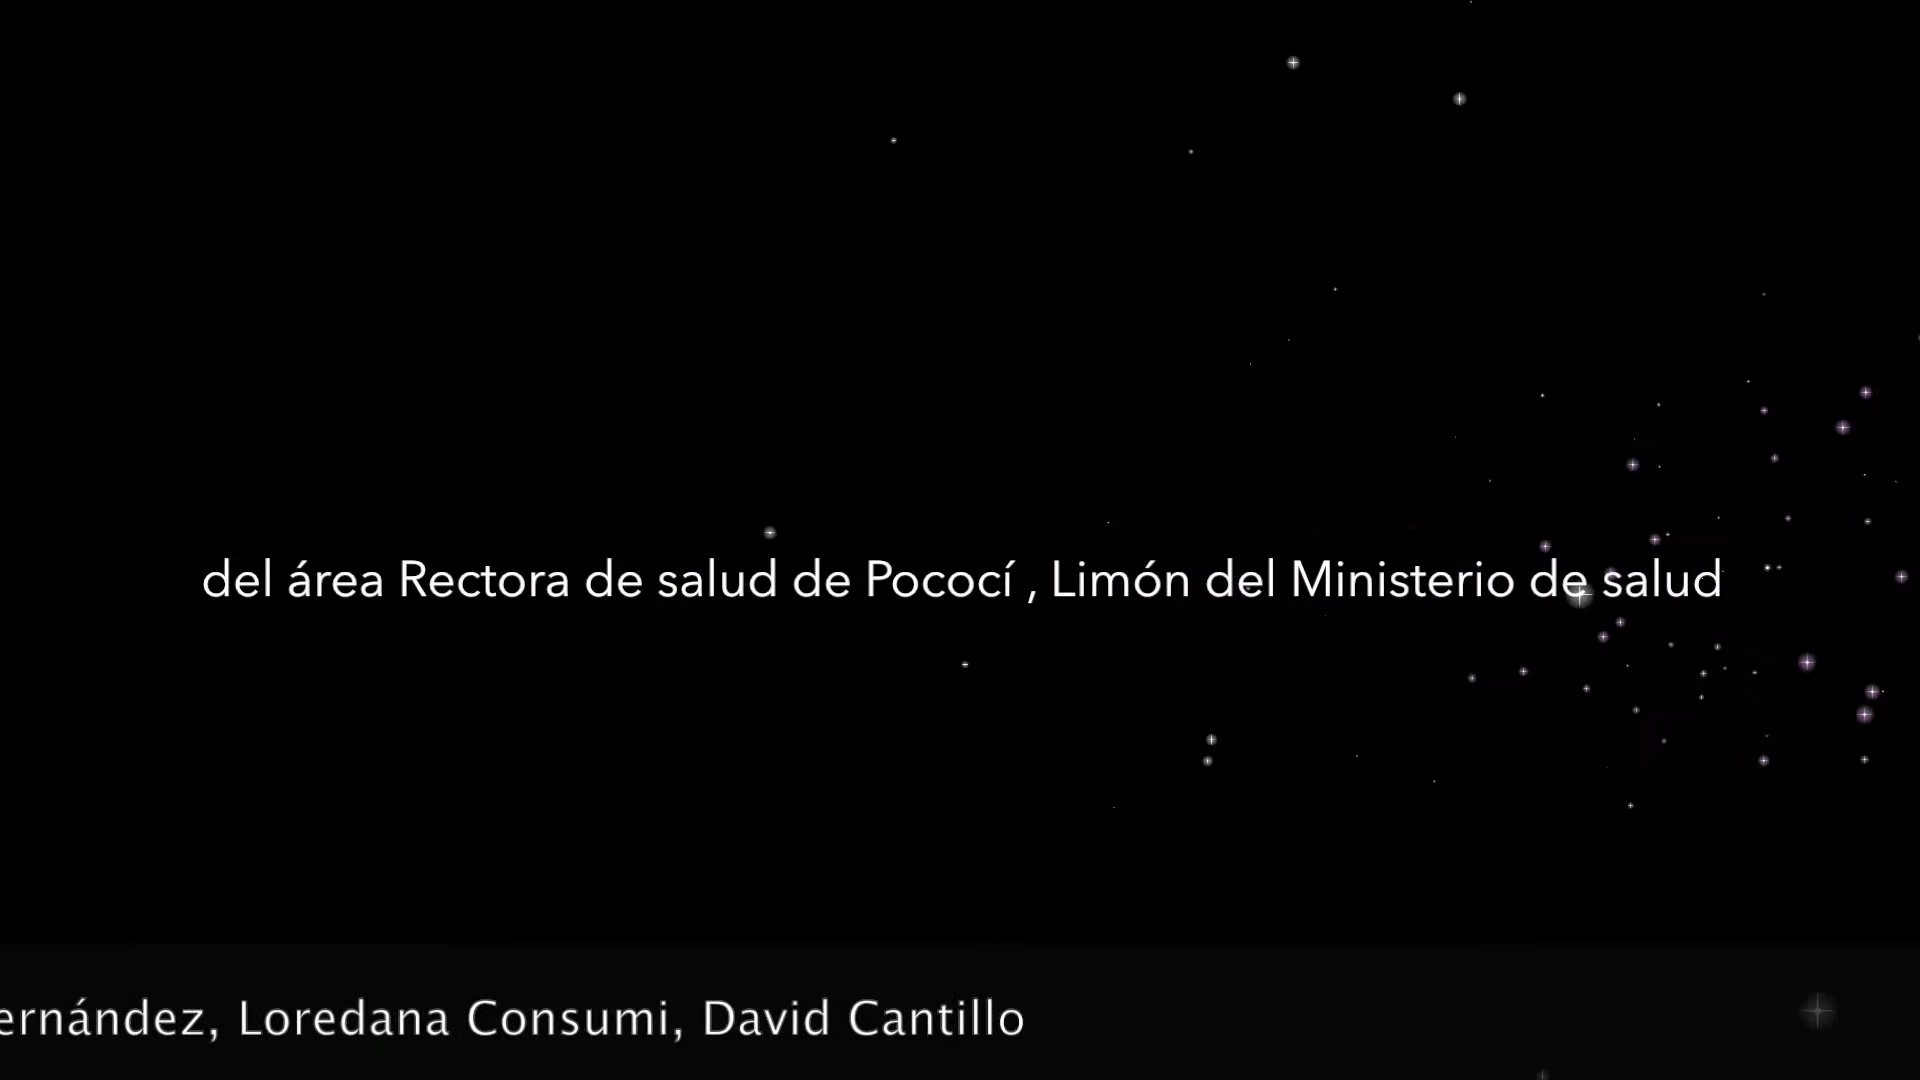 del área Rectora de salud de Pococí , Limón del Ministerio de salud
ernández, Loredana Consumi, David Cantillo